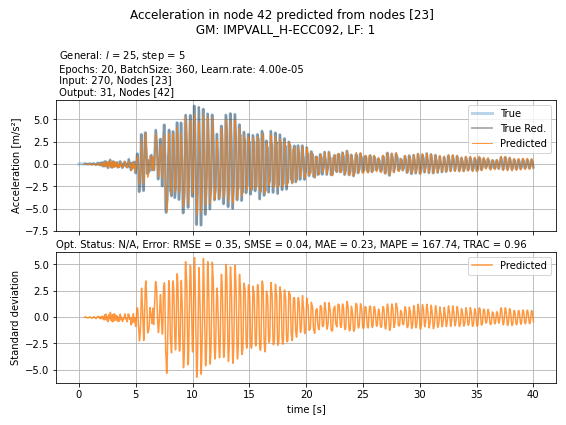 Acceleration in node 42 predicted from nodes [23]
GM: IMPVALL_H-ECC092, LF: 1
General: l = 25, step = 5
Epochs: 20, BatchSize: 360, Learn.rate: 4.00e-05
Input: 270, Nodes [23]
Output: 31, Nodes [42]
Acceleration [m/s²]
5.0
2.5
0.0
−2.5
−5.0
−7.5
True
True Red.
Predicted
Opt. Status: N/A, Error: RMSE = 0.35, SMSE = 0.04, MAE = 0.23, MAPE = 167.74, TRAC = 0.96
Standard deviation
5.0
2.5
0.0
−2.5
−5.0
Predicted
0 5 10 15 20 25 30 35 40
time [s]